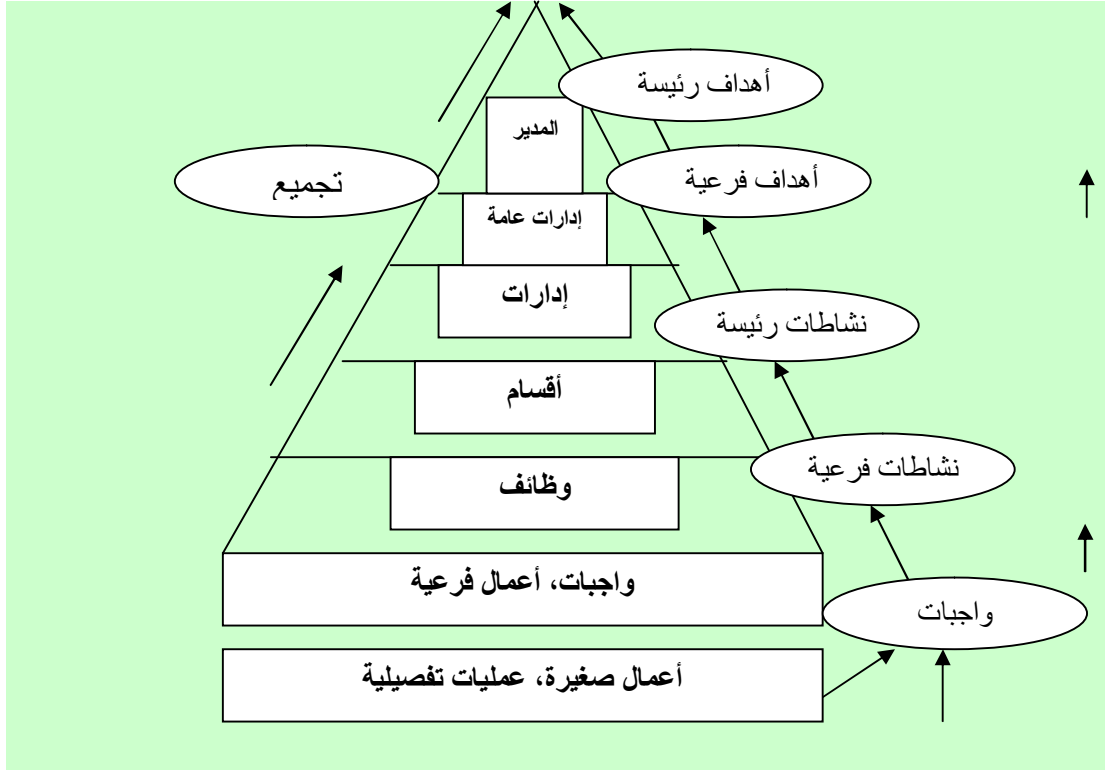 أهداف رئيسة
المدير
تجميع
أهداف فرعية
إدارات عامة
إدارات
نشاطات رئيسة
أقسام
نشاطات فرعية
وظائف
واجبات، أعمال فرعية
واجبات
أعمال صغيرة، عمليات تفصيلية